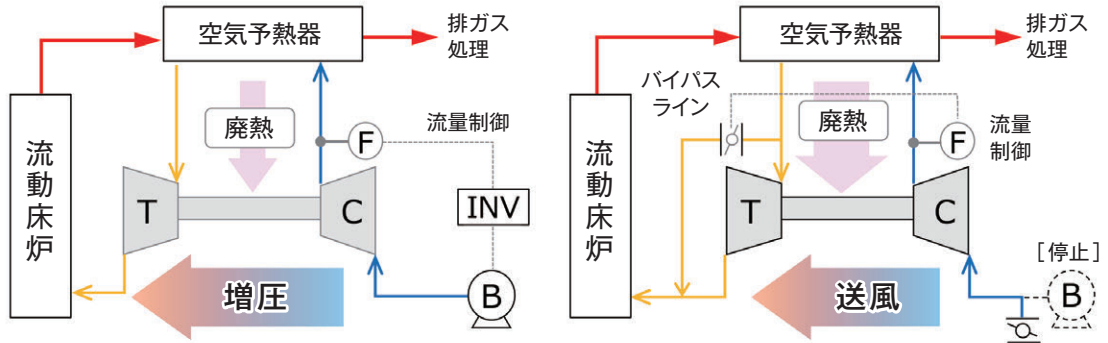 空気予熱器
排ガス
処理
廃熱
F
流量制御
流動床炉
T
C
INV
増圧
B
空気予熱器
排ガス
処理
バイパス
ライン
廃熱
F
流量
制御
流動床炉
T
C
[停止]
送風
B